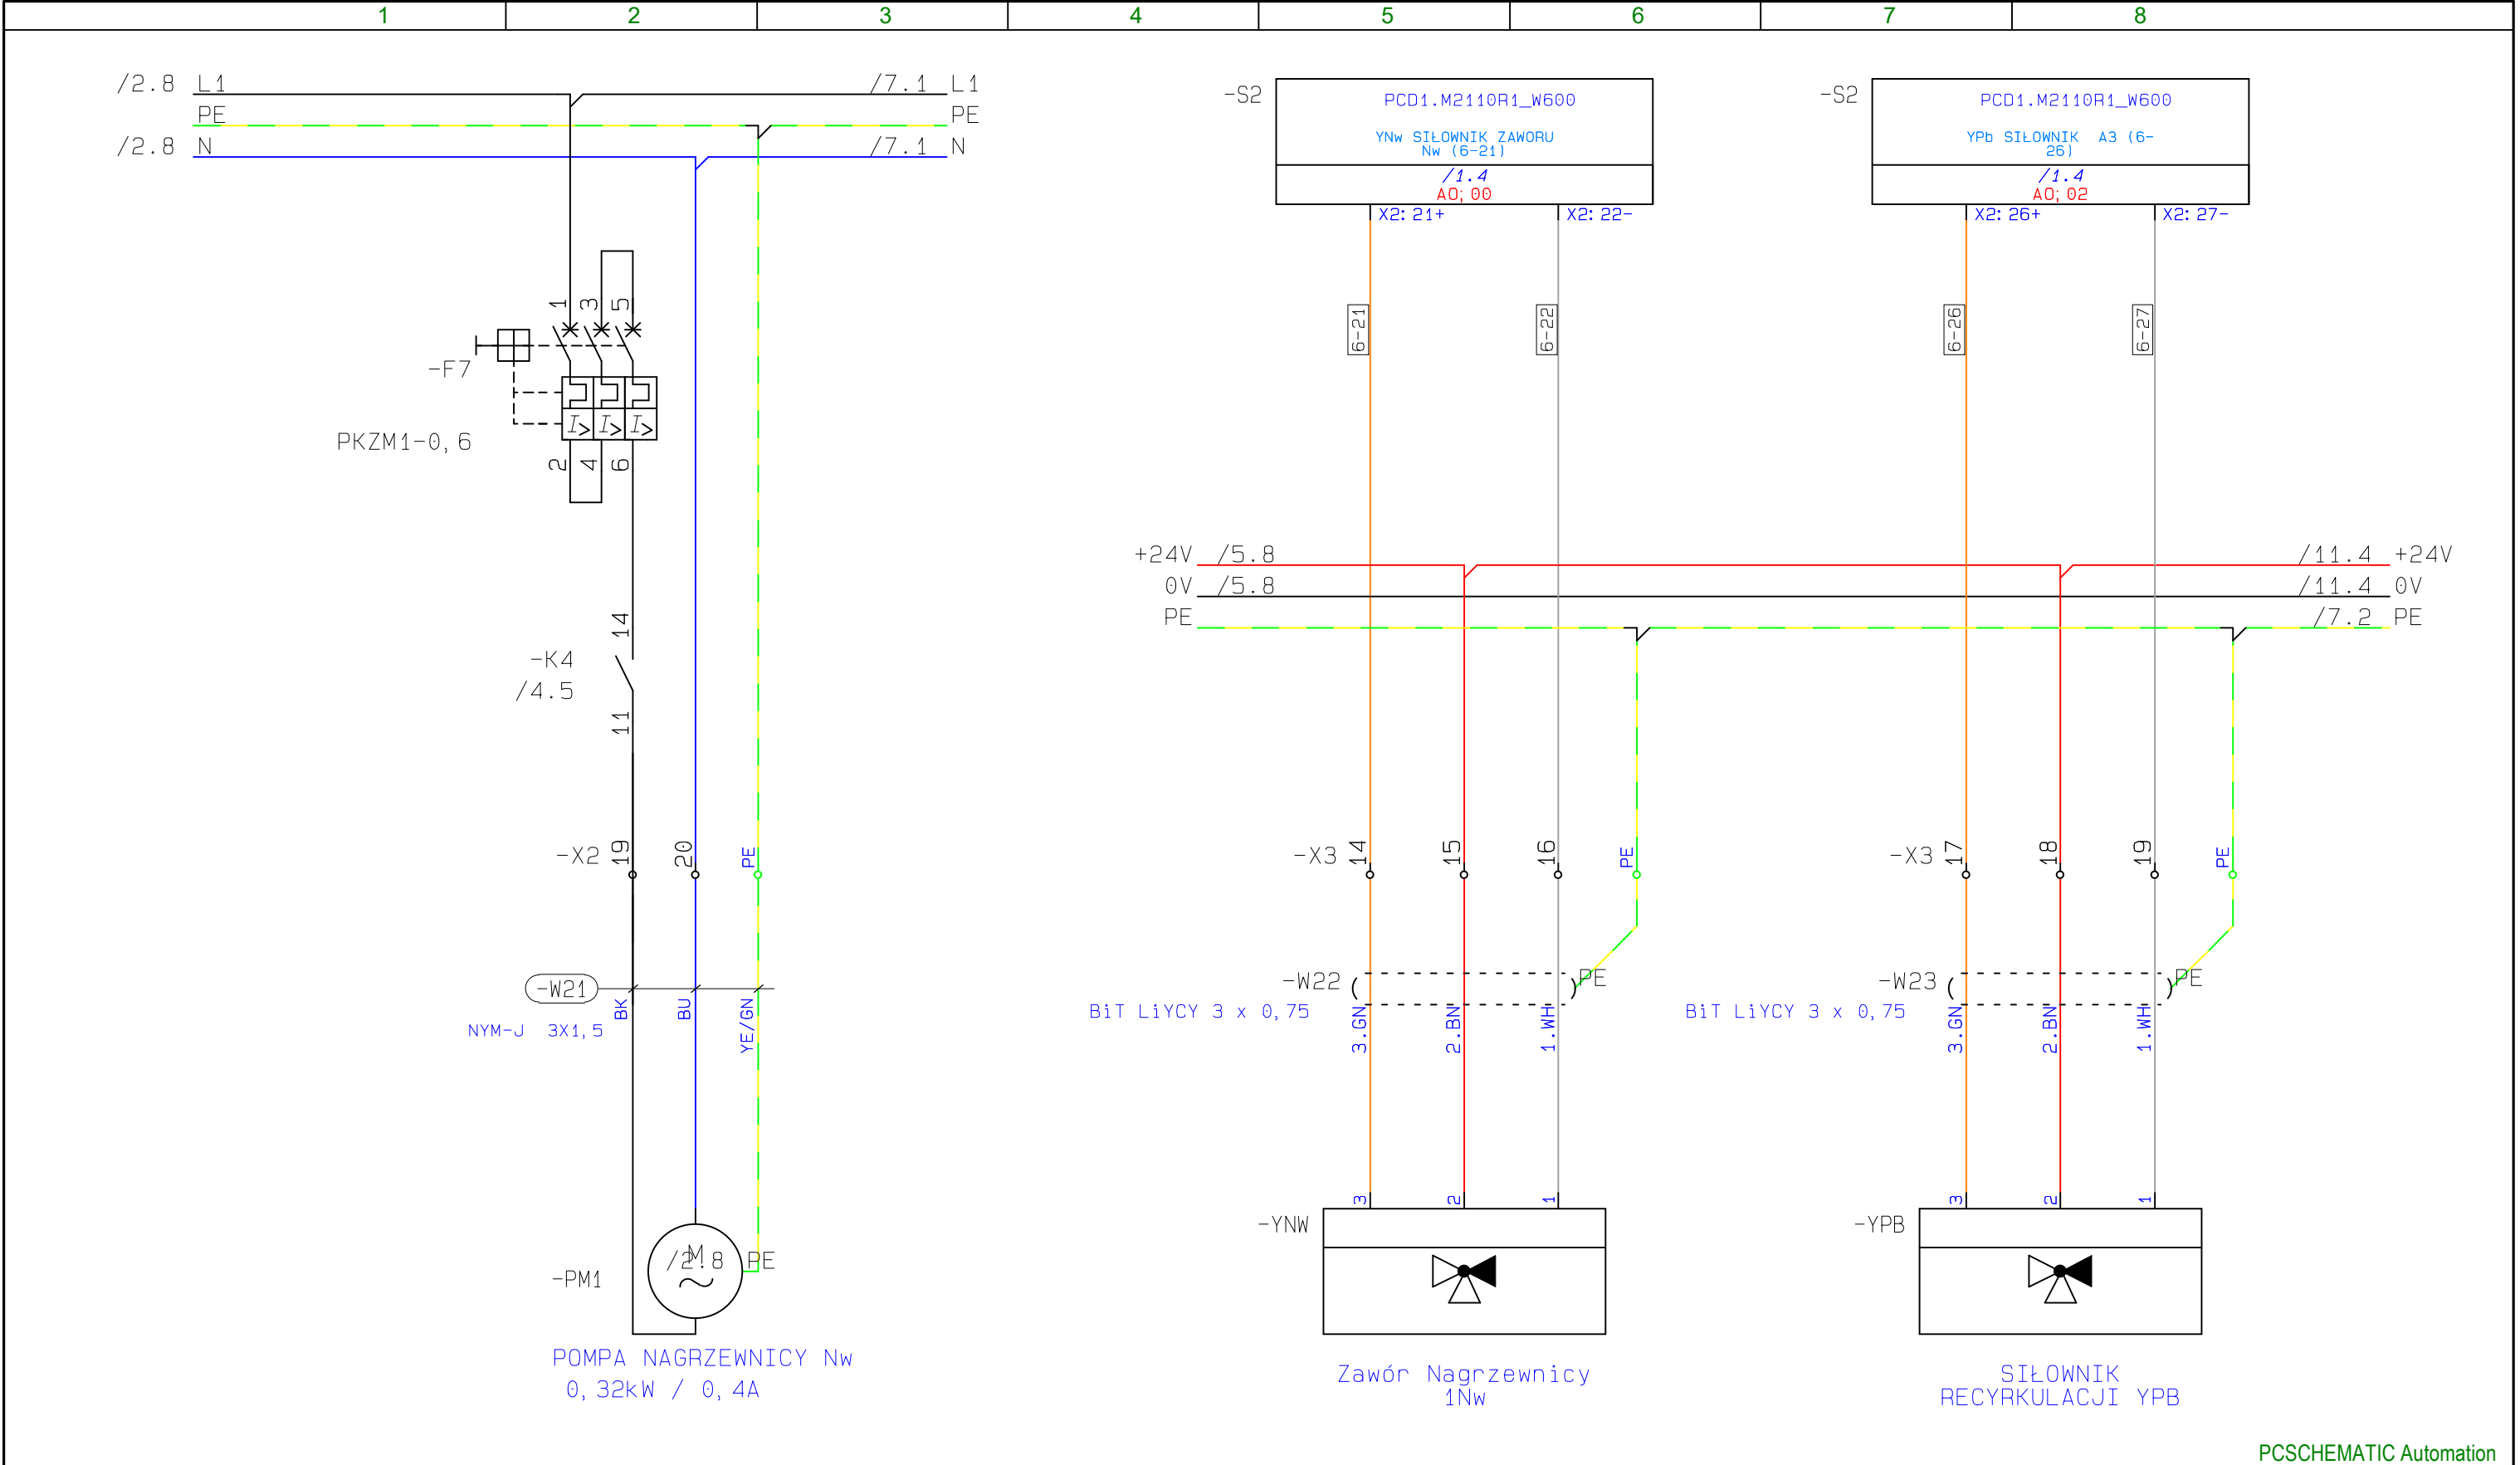 1 2 3 4 5 6 7 8
/2.8 L1 /7.1 L1
PE PE
/2.8 N /7.1 N
-S2 PCD1.M2110R1_W600
YNw SIŁOWNIK ZAWORU
Nw (6-21)
/1.4
AO; 00
X2: 21+ X2: 22-
-S2 PCD1.M2110R1_W600
YPb SIŁOWNIK A3 (6-
26)
/1.4
AO; 02
X2: 26+ X2: 27-
1 3 5
-F7
I> I> I>
PKZM1-0,6
2 4 6
6-21 6-22 6-26 6-27
+24V /5.8 /11.4 +24V
0V /5.8 /11.4 0V
PE /7.2 PE
14
-K4
/4.5
11
-X2 19 20 PE
-X3 14 15 16 PE
-X3 17 18 19 PE
-W21
NYM-J 3X1,5
BK BU YE/GN
-W22 PE
BiT LiYCY 3 x 0,75
3.GN 2.BN 1.WH
-W23 PE
BiT LiYCY 3 x 0,75
3.GN 2.BN 1.WH
-PM1 M /2.8 PE
3 2 1
-YNW
3 2 1
-YPB
POMPA NAGRZEWNICY Nw
0,32kW / 0,4A
Zawór Nagrzewnicy
1Nw
SIŁOWNIK
RECYRKULACJI YPB
PCSCHEMATIC Automation